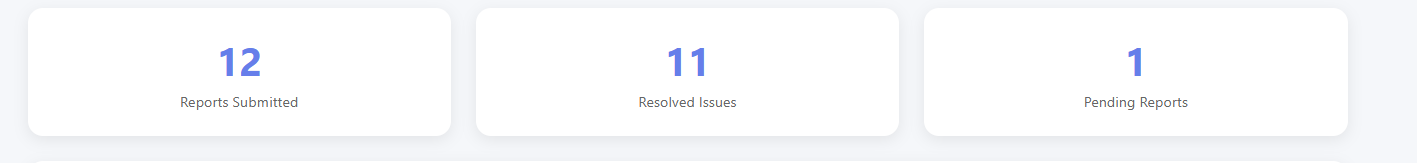 12
Reports Submitted
11
Resolved Issues
1
Pending Reports